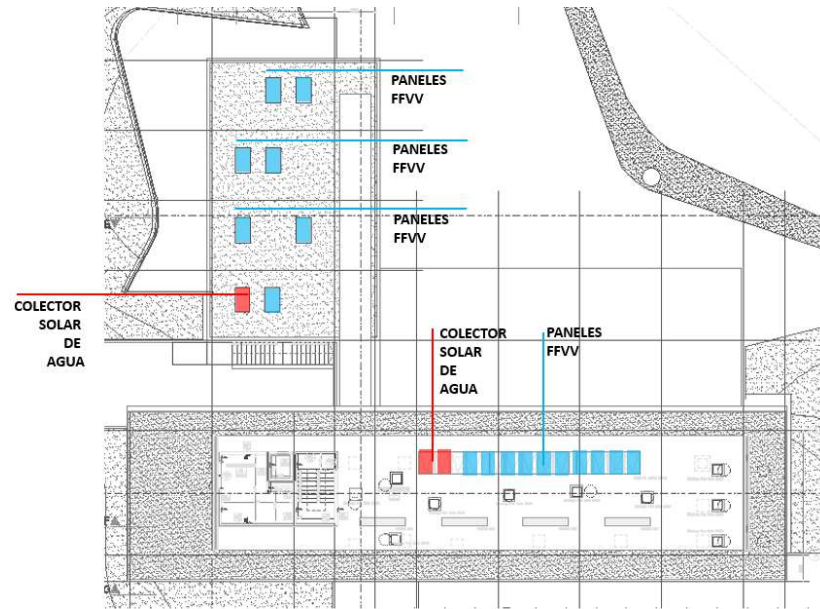 PANELES
FFVV
PANELES
FFVV
PANELES
FFVV
COLECTOR
SOLAR
DE
AGUA
COLECTOR
SOLAR
DE
AGUA
PANELES
FFVV